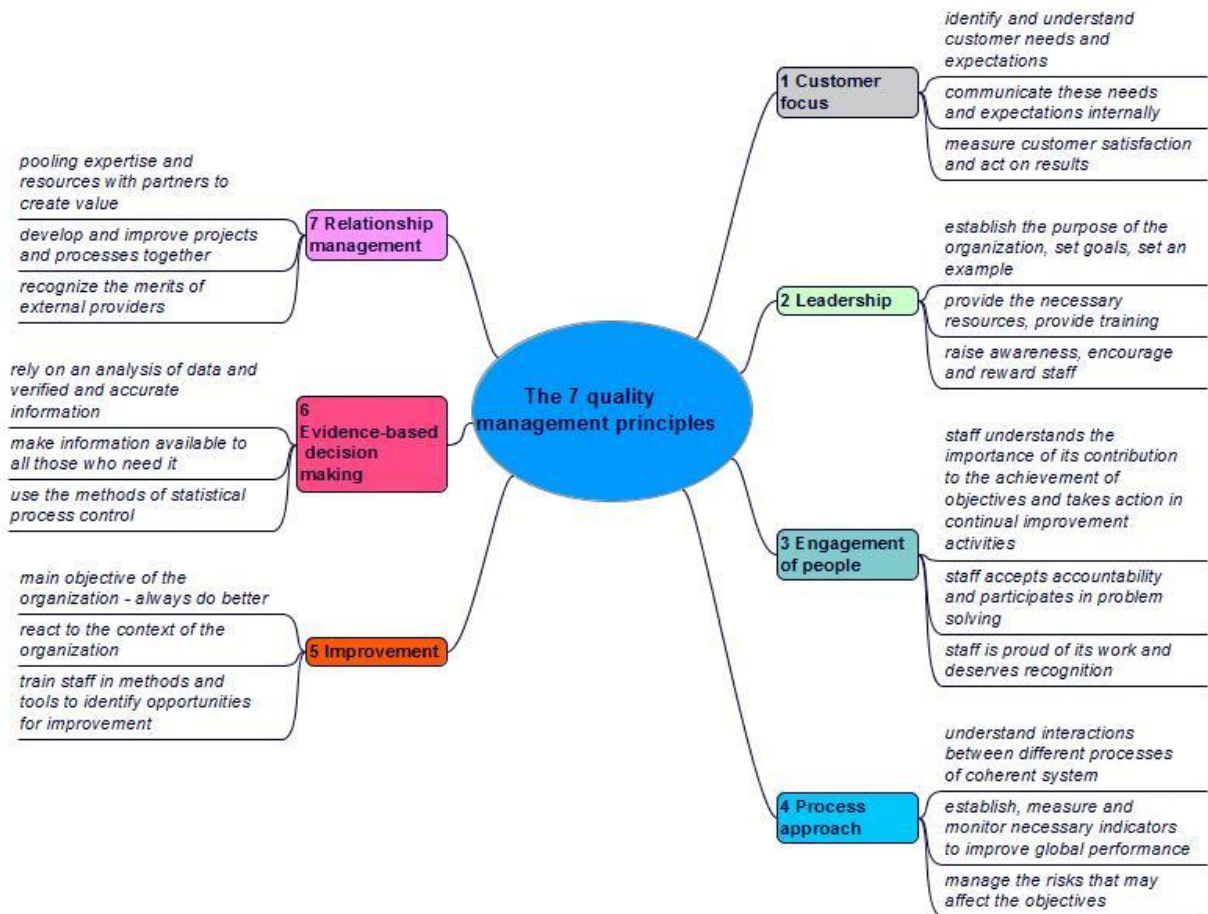 The 7 quality
management principles
1 Customer
focus
identify and understand
customer needs and
expectations
communicate these needs
and expectations internally
measure customer satisfaction
and act on results
2 Leadership
establish the purpose of the
organization, set goals, set an
example
provide the necessary
resources, provide training
raise awareness, encourage
and reward staff
3 Engagement
of people
staff understands the
importance of its contribution
to the achievement of
objectives and takes action in
continual improvement
activities
staff accepts accountability
and participates in problem
solving
staff is proud of its work and
deserves recognition
4 Process
approach
understand interactions
between different processes
of coherent system
establish, measure and
monitor necessary indicators
to improve global performance
manage the risks that may
affect the objectives
5 Improvement
main objective of the
organization - always do better
react to the context of the
organization
train staff in methods and
tools to identify opportunities
for improvement
6
Evidence-based
decision
making
rely on an analysis of data and
verified and accurate
information
make information available to
all those who need it
use the methods of statistical
process control
7 Relationship
management
pooling expertise and
resources with partners to
create value
develop and improve projects
and processes together
recognize the merits of
external providers